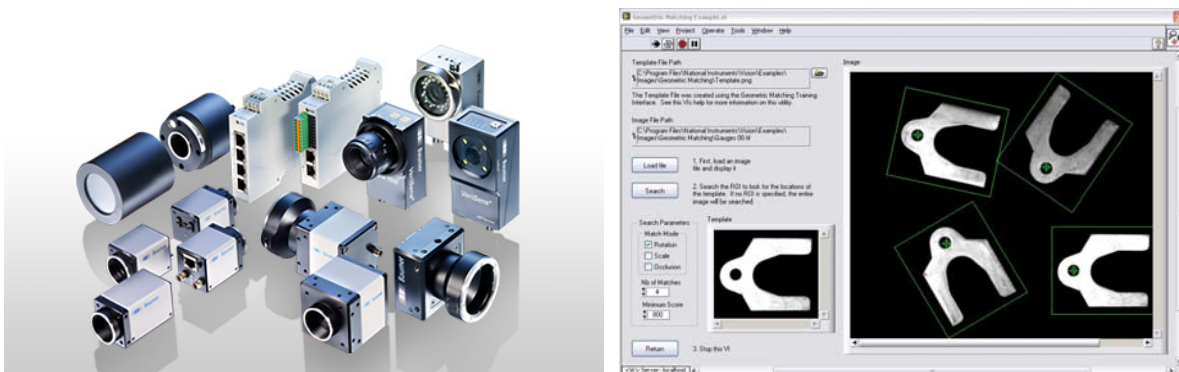 VeriSens
VeriSens
Baumer
Geometric Matching Example.vi
File Edit View Project Operate Tools Window Help
Template File Path
C:\Program Files\National Instruments\Vision\Examples\
Images\Geometric Matching\Template.png
The Template File was created using the Geometric Matching Training
Interface. See this VIs help for more information on this utility.
Image File Path
C:\Program Files\National Instruments\Vision\Examples\
Images\Geometric Matching\Gauges 00.tif
Load file
1. First, load an image
file and display it
Search
2. Search the ROI to look for the locations of
the template. If no ROI is specified, the entire
image will be searched.
Search Parameters
Match Mode
Rotation
Scale
Occlusion
Nb of Matches
4
Minimum Score
800
Template
Return
3. Stop this VI
Image